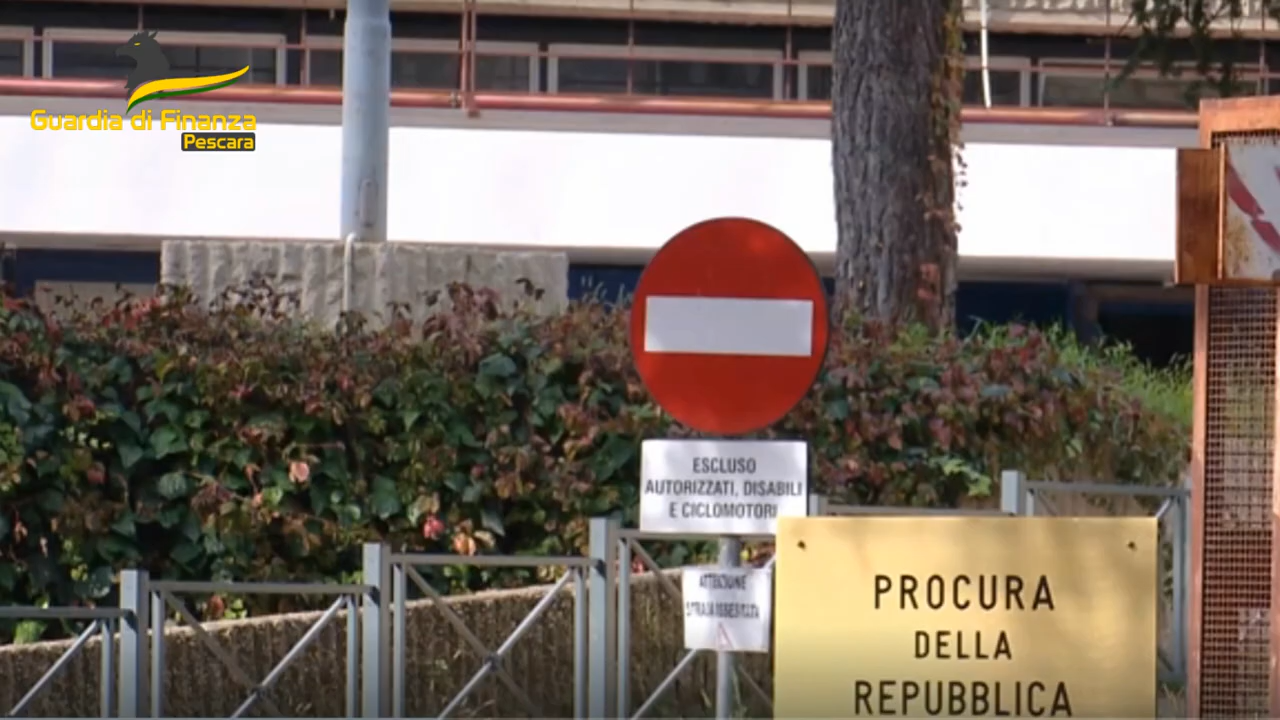 Guardia di Finanza
Pescara
ESCLUSO
AUTORIZZATI, DISABILI
E CICLOMOTORI
ATTENZIONE
PROCURA
DELLA
REPUBBLICA